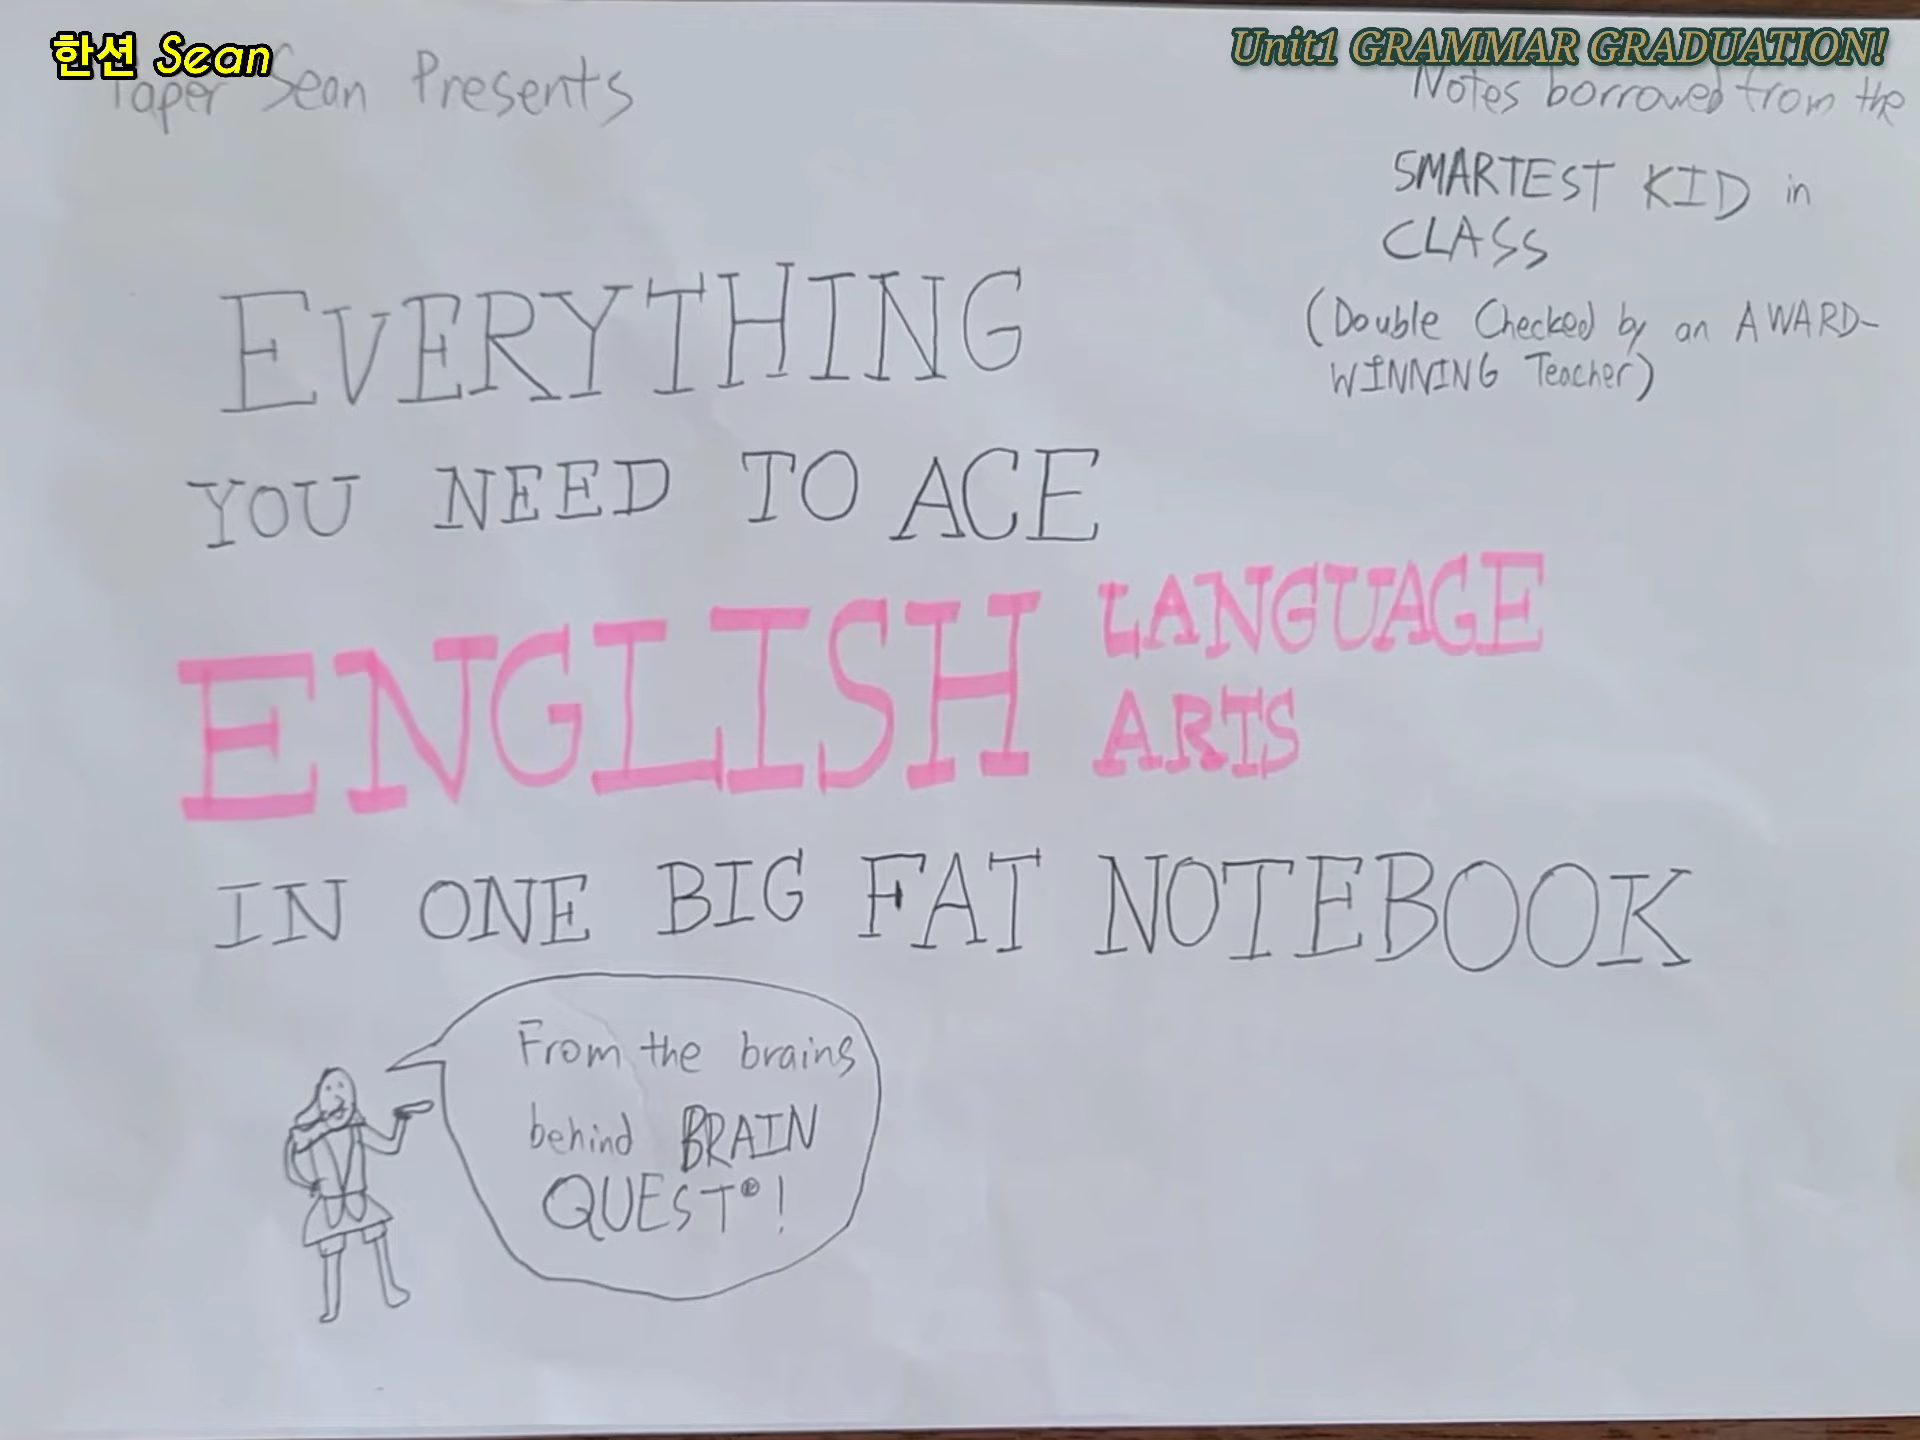 한션 Sean
Unit1 GRAMMAR GRADUATION!
Taper Sean Presents
Notes borrowed from the
SMARTEST KID in
CLASS
(Double Checked by an AWARD-
WINNING Teacher)
EVERYTHING
YOU NEED TO ACE
ENGLISH LANGUAGE
ARTS
IN ONE BIG FAT NOTEBOOK
From the brains
behind BRAIN
QUEST®!